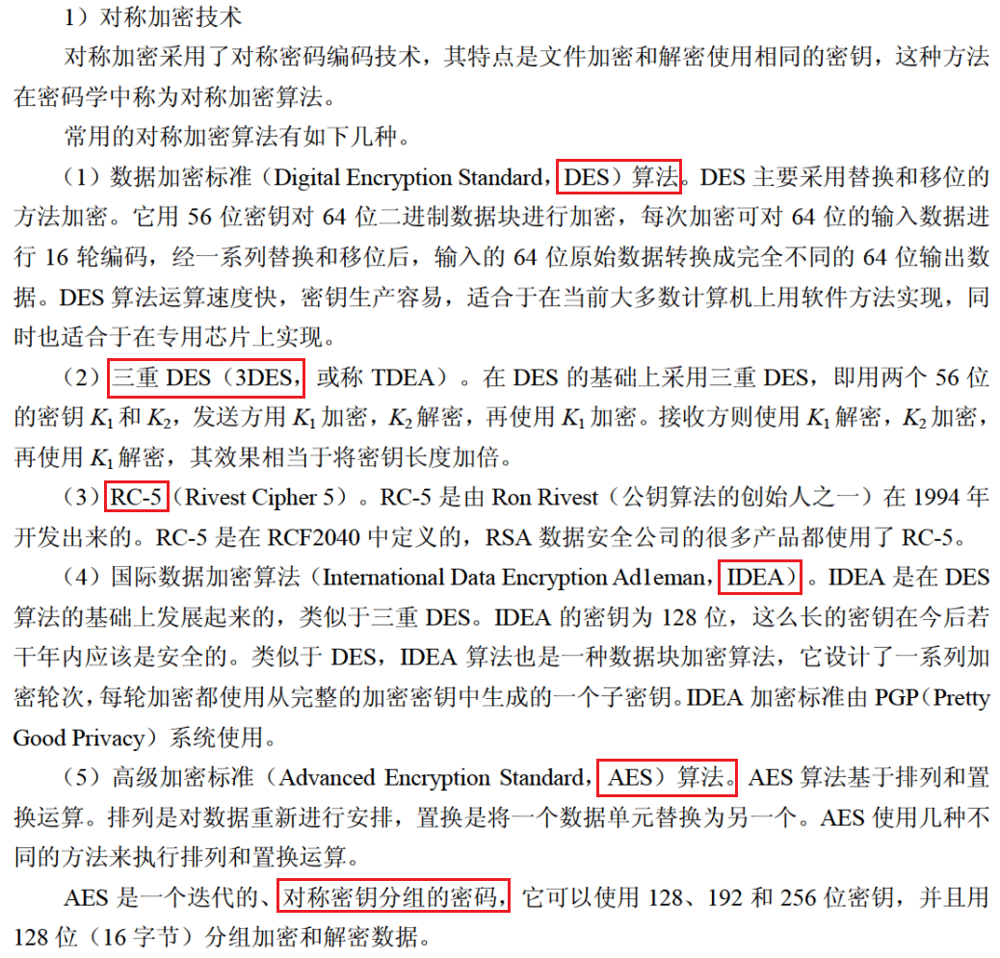 1）对称加密技术
对称加密采用了对称密码编码技术，其特点是文件加密和解密使用相同的密钥，这种方法
在密码学中称为对称加密算法。
常用的对称加密算法有如下几种。
（1）数据加密标准（Digital Encryption Standard，DES）算法。DES 主要采用替换和移位的
方法加密。它用 56 位密钥对 64 位二进制数据块进行加密，每次加密可对 64 位的输入数据进
行 16 轮编码，经一系列替换和移位后，输入的 64 位原始数据转换成完全不同的 64 位输出数
据。DES 算法运算速度快，密钥生产容易，适合于在当前大多数计算机上用软件方法实现，同
时也适合于在专用芯片上实现。
（2）三重 DES（3DES，或称 TDEA）。在 DES 的基础上采用三重 DES，即用两个 56 位
的密钥 K1 和 K2，发送方用 K1 加密，K2 解密，再使用 K1 加密。接收方则使用 K1 解密，K2 加密，
再使用 K1 解密，其效果相当于将密钥长度加倍。
（3）RC-5（Rivest Cipher 5）。RC-5 是由 Ron Rivest（公钥算法的创始人之一）在 1994 年
开发出来的。RC-5 是在 RCF2040 中定义的，RSA 数据安全公司的很多产品都使用了 RC-5。
（4）国际数据加密算法（International Data Encryption Ad1eman，IDEA）。IDEA 是在 DES
算法的基础上发展起来的，类似于三重 DES。IDEA 的密钥为 128 位，这么长的密钥在今后若
干年内应该是安全的。类似于 DES，IDEA 算法也是一种数据块加密算法，它设计了一系列加
密轮次，每轮加密都使用从完整的加密密钥中生成的一个子密钥。IDEA 加密标准由 PGP（Pretty
Good Privacy）系统使用。
（5）高级加密标准（Advanced Encryption Standard，AES）算法。AES 算法基于排列和置
换运算。排列是对数据重新进行安排，置换是将一个数据单元替换为另一个。AES 使用几种不
同的方法来执行排列和置换运算。
AES 是一个迭代的、对称密钥分组的密码，它可以使用 128、192 和 256 位密钥，并且用
128 位（16 字节）分组加密和解密数据。